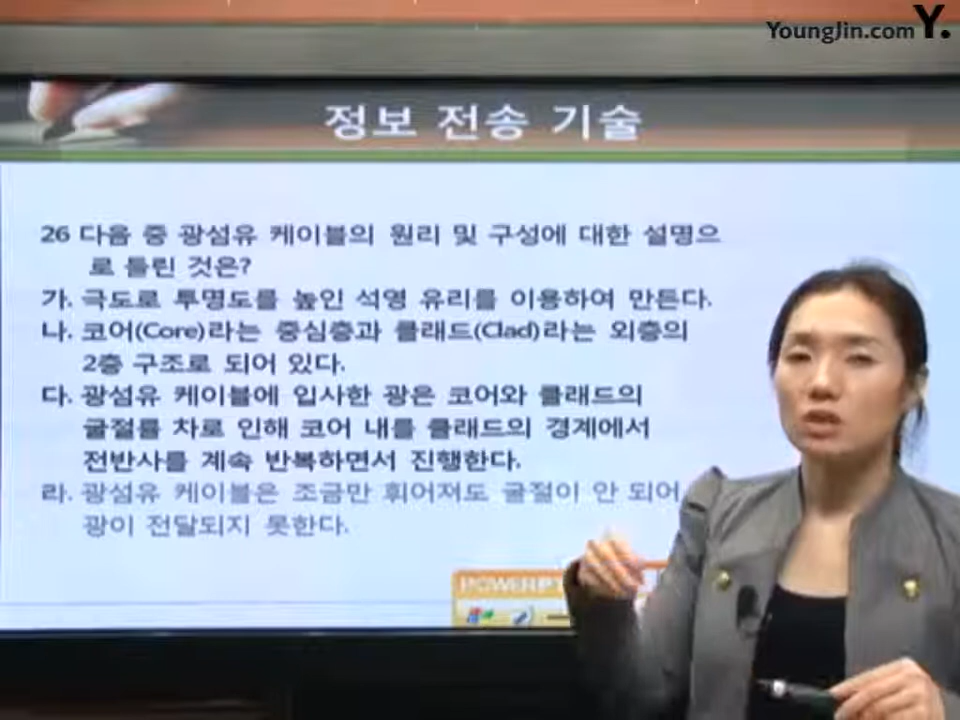 YoungJin.com Y.
정보 전송 기술
26 다음 중 광섬유 케이블의 원리 및 구성에 대한 설명으
로 틀린 것은?
가. 극도로 투명도를 높인 석영 유리를 이용하여 만든다.
나. 코어(Core)라는 중심층과 클래드(Clad)라는 외층의
2층 구조로 되어 있다.
다. 광섬유 케이블에 입사한 광은 코어와 클래드의
굴절률 차로 인해 코어 내를 클래드의 경계에서
전반사를 계속 반복하면서 진행한다.
라. 광섬유 케이블은 조금만 휘어져도 굴절이 안 되어
광이 전달되지 못한다.